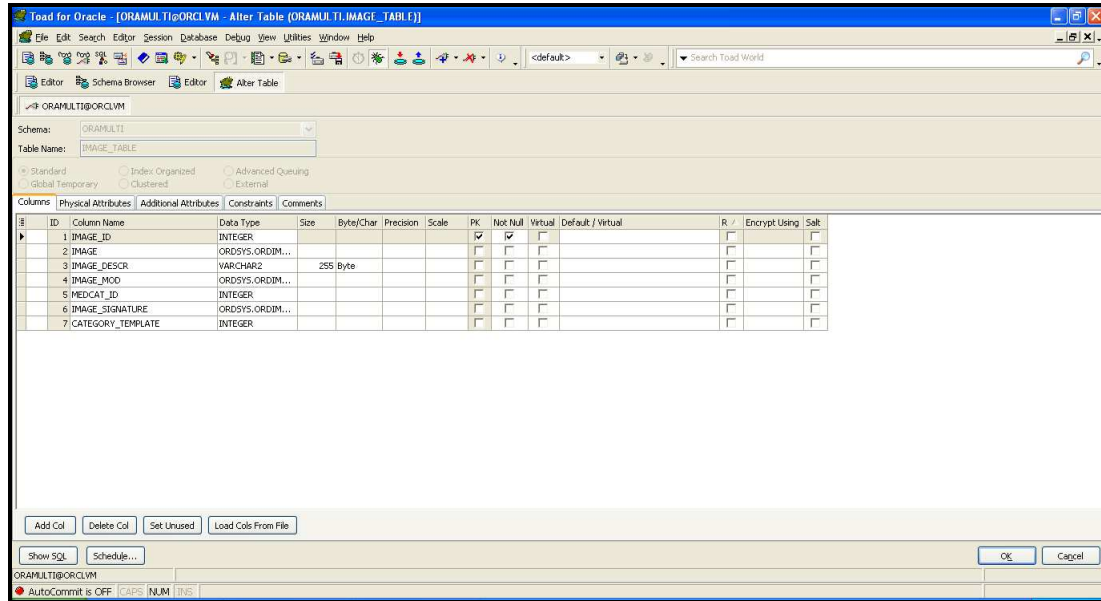 Toad for Oracle - [ORAMULTI@ORCLVM - Alter Table (ORAMULTI.IMAGE_TABLE)]
File Edit Search Editor Session Database Debug View Utilities Window Help
<default> Search Toad World
Editor Schema Browser Editor Alter Table
ORAMULTI@ORCLVM
Schema: ORAMULTI
Table Name: IMAGE_TABLE
Standard Index Organized Advanced Queuing
Global Temporary Clustered External
Columns Physical Attributes Additional Attributes Constraints Comments
ID Column Name Data Type Size Byte/Char Precision Scale PK Not Null Virtual Default / Virtual R Encrypt Using Salt
1 IMAGE_ID INTEGER
2 IMAGE ORDSYS.ORDIM...
3 IMAGE_DESCR VARCHAR2 255 Byte
4 IMAGE_MOD ORDSYS.ORDIM...
5 MEDCAT_ID INTEGER
6 IMAGE_SIGNATURE ORDSYS.ORDIM...
7 CATEGORY_TEMPLATE INTEGER
Add Col Delete Col Set Unused Load Cols From File
Show SQL Schedule... OK Cancel
ORAMULTI@ORCLVM
AutoCommit is OFF CAPS NUM INS